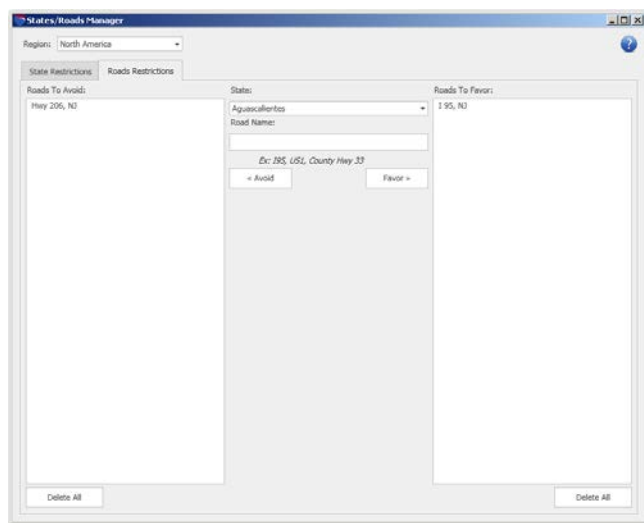 States/Roads Manager
Region: North America
?
State Restrictions Roads Restrictions
Roads To Avoid: State: Roads To Favor:
Hwy 206, NJ Aguascalientes I 95, NJ
Road Name:
Ex: I95, US1, County Hwy 33
< Avoid Favor >
Delete All Delete All